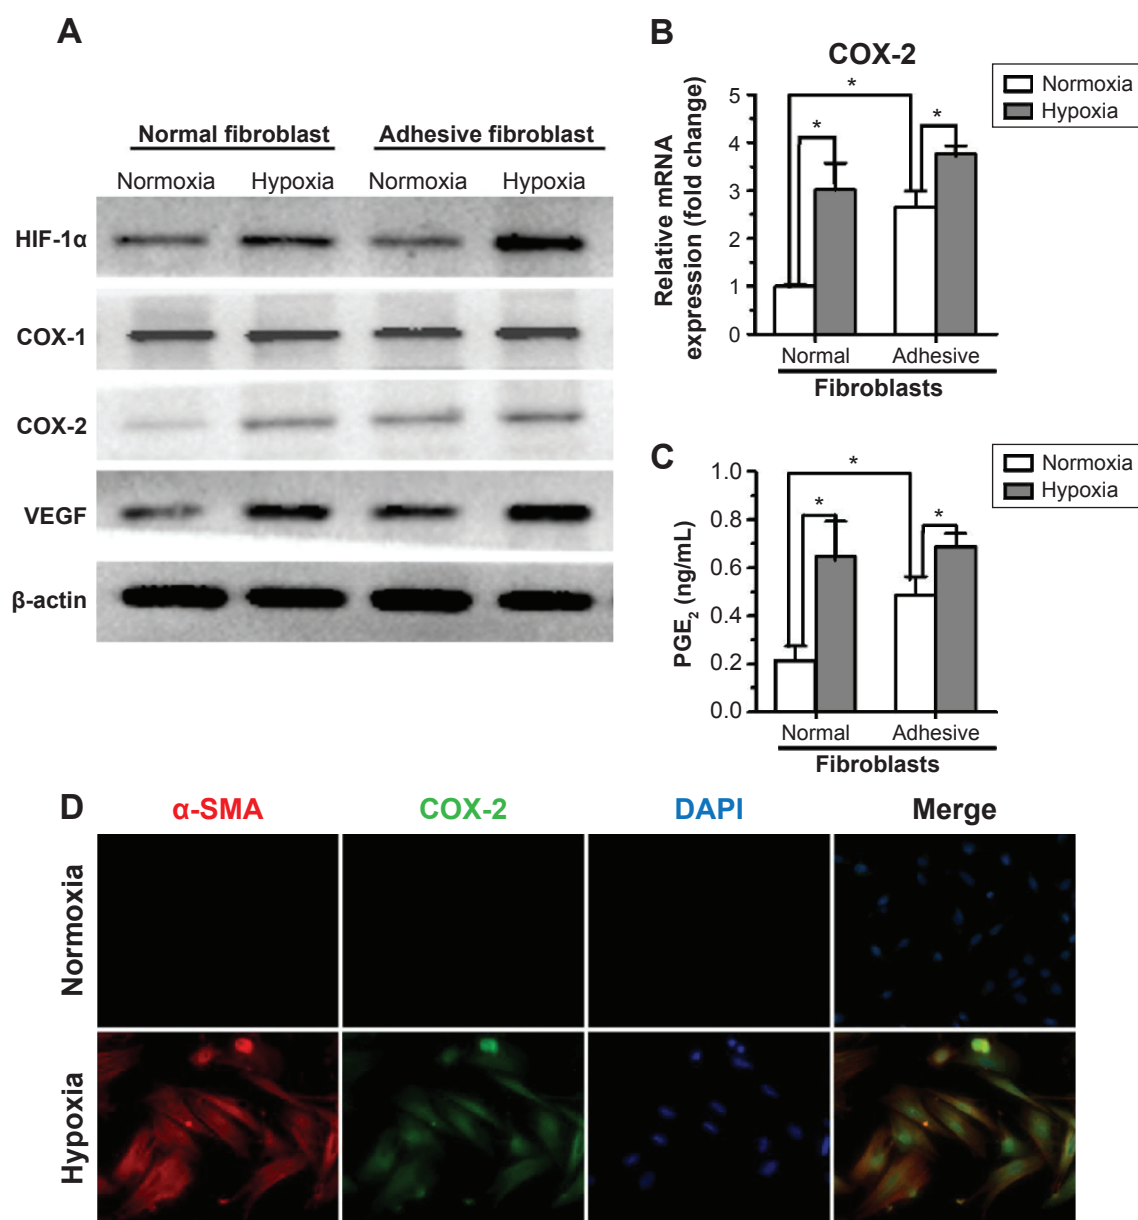 A
Normal fibroblast
Adhesive fibroblast
Normoxia
Hypoxia
Normoxia
Hypoxia
HIF-1α
COX-1
COX-2
VEGF
β-actin
B
COX-2
Normoxia
Hypoxia
Relative mRNA
expression (fold change)
5
4
3
2
1
0
*
*
*
Normal
Adhesive
Fibroblasts
C
Normoxia
Hypoxia
PGE₂ (ng/mL)
1.0
0.8
0.6
0.4
0.2
0.0
*
*
*
Normal
Adhesive
Fibroblasts
D
α-SMA
COX-2
DAPI
Merge
Normoxia
Hypoxia